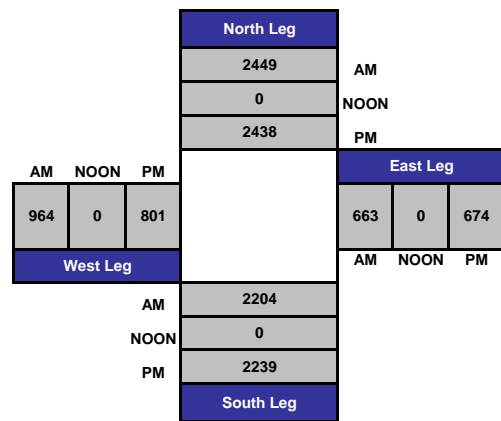 North Leg
2449 AM
0 NOON
2438 PM
East Leg
AM NOON PM
964 0 801
663 0 674
West Leg
AM NOON PM
AM 2204
NOON 0
PM 2239
South Leg